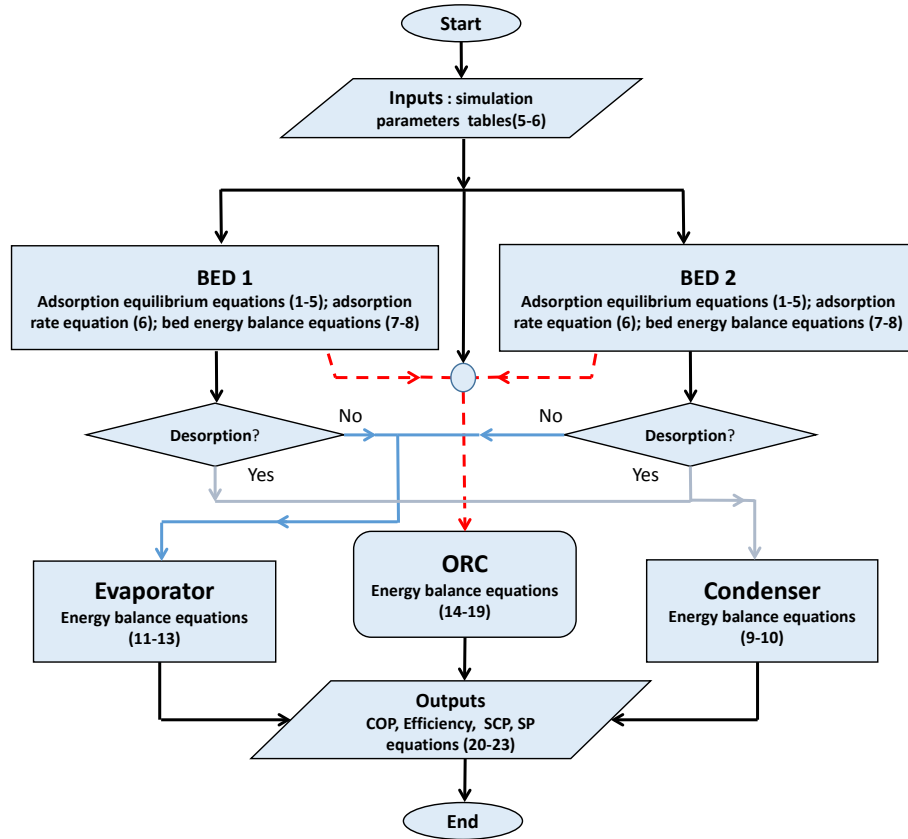 Start
Inputs : simulation
parameters tables(5-6)
BED 1
Adsorption equilibrium equations (1-5); adsorption
rate equation (6); bed energy balance equations (7-8)
BED 2
Adsorption equilibrium equations (1-5); adsorption
rate equation (6); bed energy balance equations (7-8)
Desorption?
No
No
Desorption?
Yes
Yes
Evaporator
Energy balance equations
(11-13)
ORC
Energy balance equations
(14-19)
Condenser
Energy balance equations
(9-10)
Outputs
COP, Efficiency, SCP, SP
equations (20-23)
End